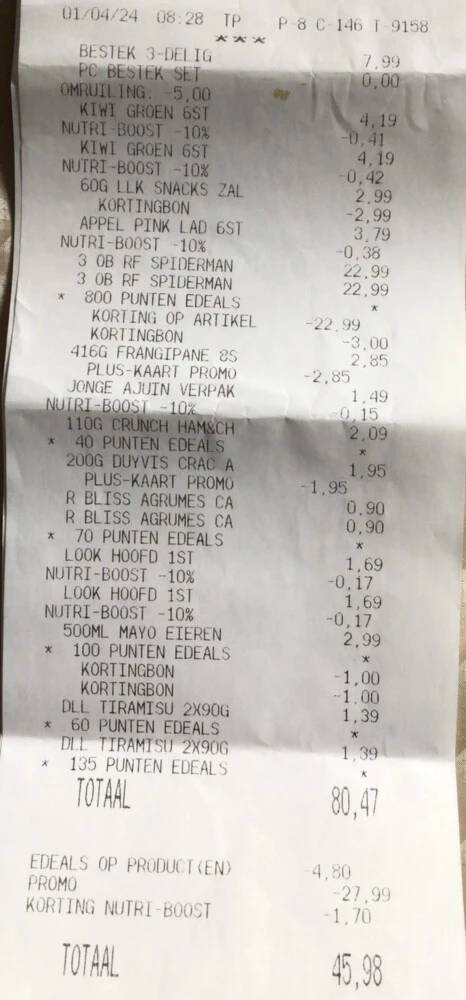 01/04/24 08:28 TP P-8 C-146 T-9158
***
BESTEK 3-DELIG 7,99
PC BESTEK SET 0,00
OMRUILING: -5,00
KIWI GROEN 6ST 4,19
NUTRI-BOOST -10% -0,41
KIWI GROEN 6ST 4,19
NUTRI-BOOST -10% -0,42
60G LLK SNACKS ZAL 2,99
KORTINGBON -2,99
APPEL PINK LAD 6ST 3,79
NUTRI-BOOST -10% -0,38
3 OB RF SPIDERMAN 22,99
3 OB RF SPIDERMAN 22,99
* 800 PUNTEN EDEALS *
KORTING OP ARTIKEL -22,99
KORTINGBON -3,00
416G FRANGIPANE 8S 2,85
PLUS-KAART PROMO -2,85
JONGE AJUIN VERPAK 1,49
NUTRI-BOOST -10% -0,15
110G CRUNCH HAM&CH 2,09
* 40 PUNTEN EDEALS *
200G DUYVIS CRAC A 1,95
PLUS-KAART PROMO -1,95
R BLISS AGRUMES CA 0,90
R BLISS AGRUMES CA 0,90
* 70 PUNTEN EDEALS *
LOOK HOOFD 1ST 1,69
NUTRI-BOOST -10% -0,17
LOOK HOOFD 1ST 1,69
NUTRI-BOOST -10% -0,17
500ML MAYO EIEREN 2,99
* 100 PUNTEN EDEALS *
KORTINGBON -1,00
KORTINGBON -1,00
DLL TIRAMISU 2X90G 1,39
* 60 PUNTEN EDEALS *
DLL TIRAMISU 2X90G 1,39
* 135 PUNTEN EDEALS *
TOTAAL 80,47
EDEALS OP PRODUCT(EN) -4,80
PROMO -27,99
KORTING NUTRI-BOOST -1,70
TOTAAL 45,98